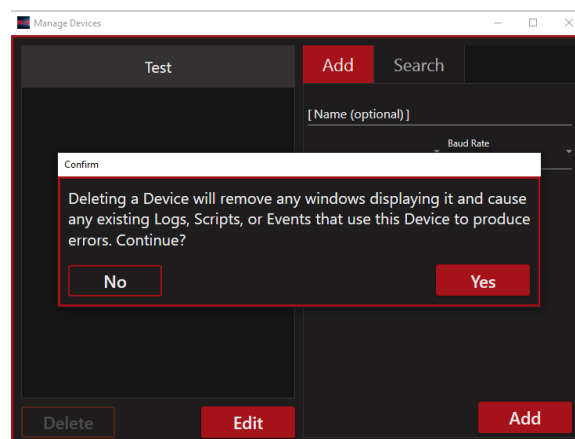 Manage Devices
Test
Add
Search
[ Name (optional) ]
Baud Rate
Confirm
Deleting a Device will remove any windows displaying it and cause
any existing Logs, Scripts, or Events that use this Device to produce
errors. Continue?
No
Yes
Delete
Edit
Add